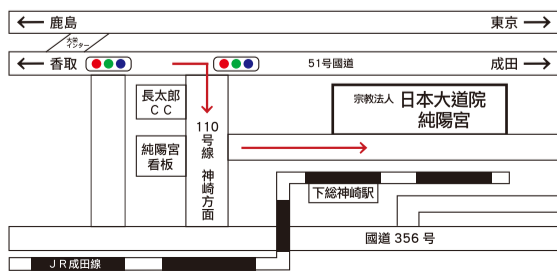 鹿島
東京
大栄
インター
香取
51号國道
成田
長太郎
CC
宗教法人 日本大道院
純陽宮
110号線 神崎方面
純陽宮
看板
下総神崎駅
國道 356 号
JR成田線